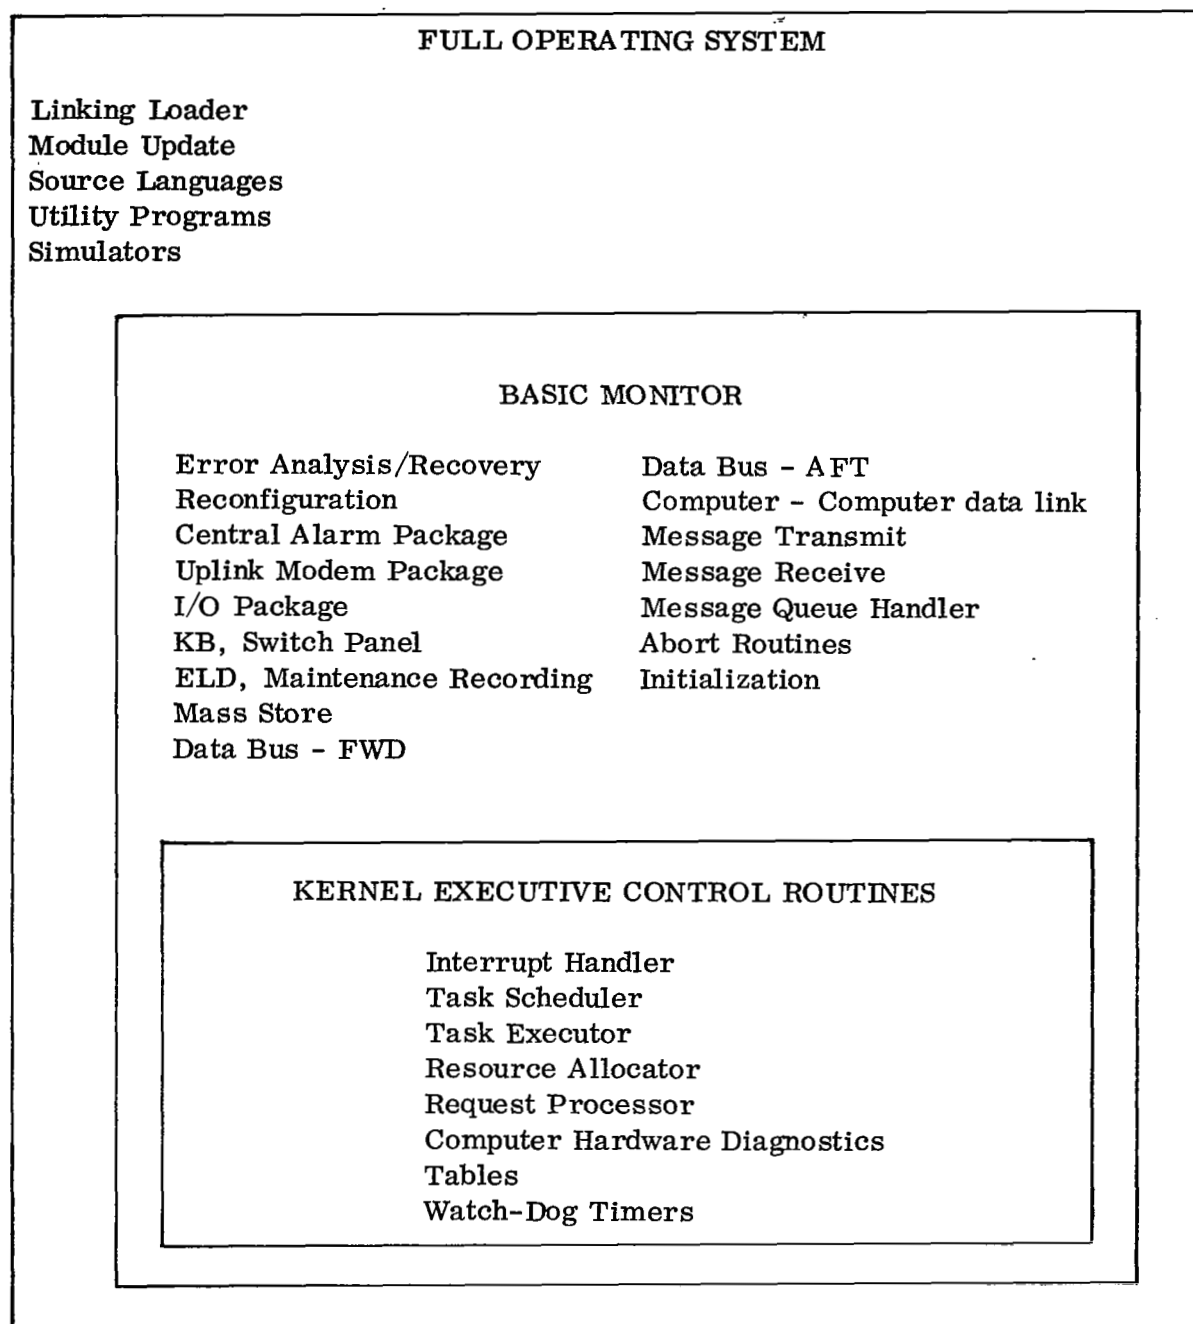 FULL OPERATING SYSTEM
Linking Loader
Module Update
Source Languages
Utility Programs
Simulators
BASIC MONITOR
Error Analysis/Recovery
Reconfiguration
Central Alarm Package
Uplink Modem Package
I/O Package
KB, Switch Panel
ELD, Maintenance Recording
Mass Store
Data Bus - FWD
Data Bus - AFT
Computer - Computer data link
Message Transmit
Message Receive
Message Queue Handler
Abort Routines
Initialization
KERNEL EXECUTIVE CONTROL ROUTINES
Interrupt Handler
Task Scheduler
Task Executor
Resource Allocator
Request Processor
Computer Hardware Diagnostics
Tables
Watch-Dog Timers